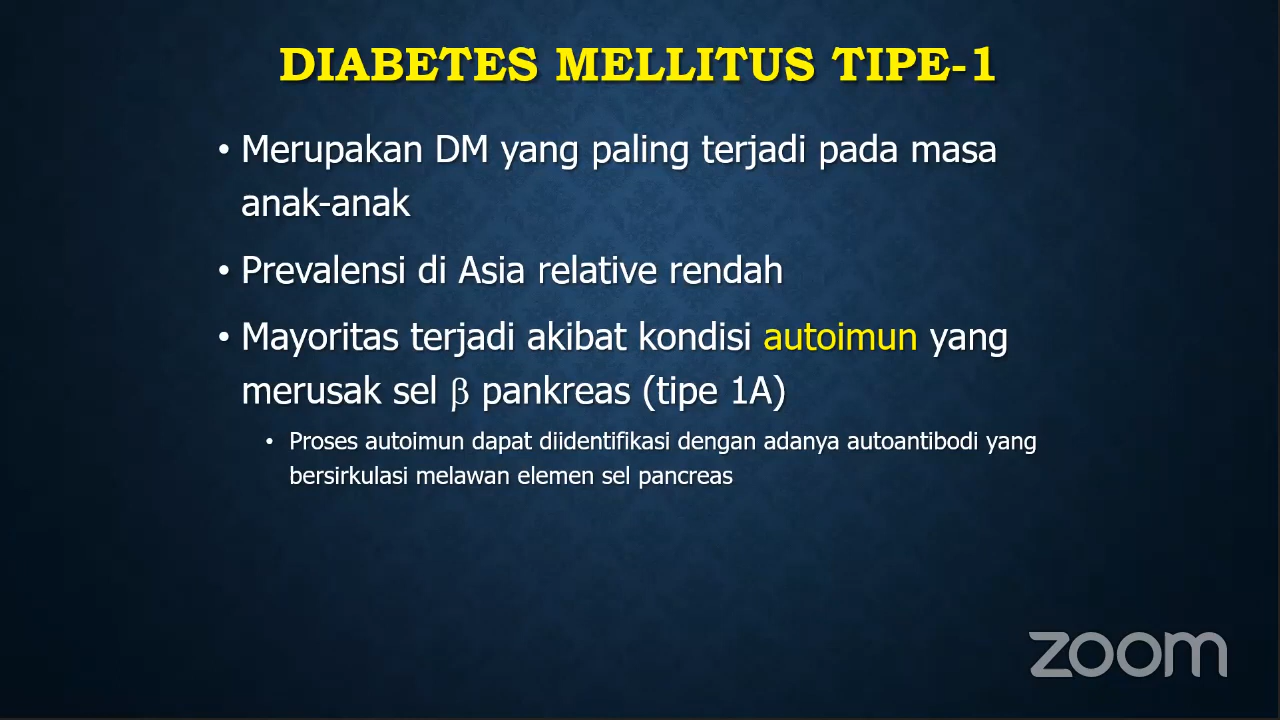 DIABETES MELLITUS TIPE-1
• Merupakan DM yang paling terjadi pada masa
anak-anak
• Prevalensi di Asia relative rendah
• Mayoritas terjadi akibat kondisi autoimun yang
merusak sel β pankreas (tipe 1A)
• Proses autoimun dapat diidentifikasi dengan adanya autoantibodi yang
bersirkulasi melawan elemen sel pancreas
zoom